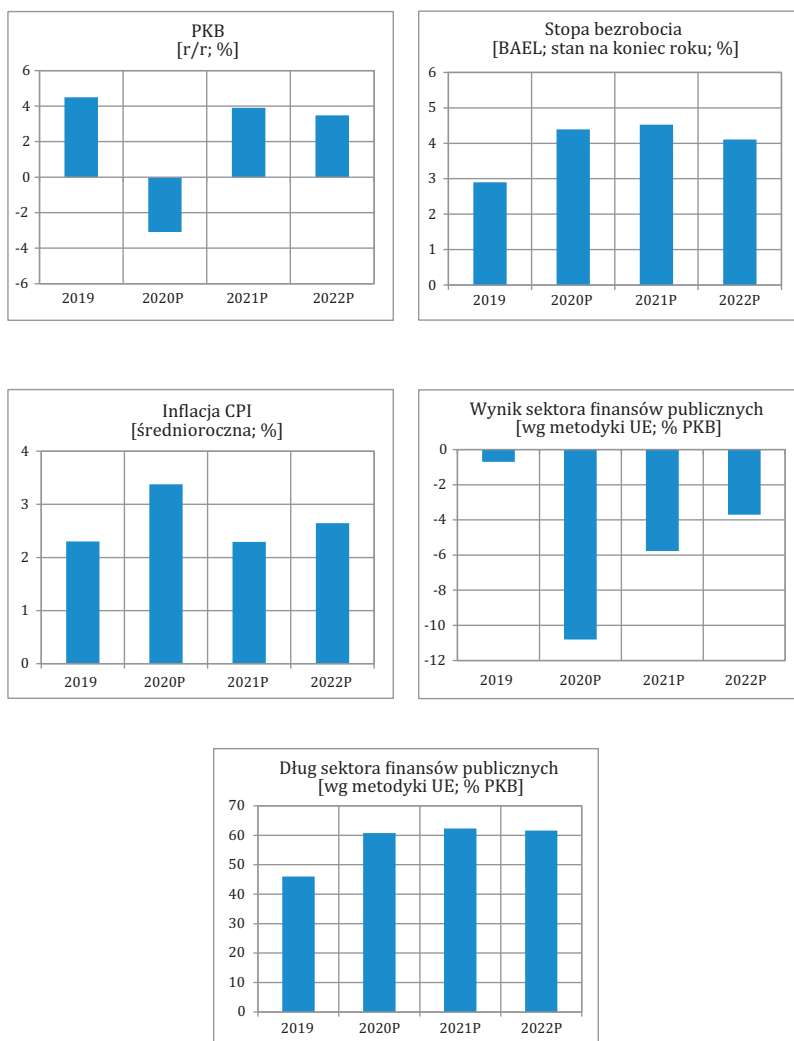 PKB
[r/r; %]
6
4
2
0
-2
-4
-6
2019 2020P 2021P 2022P
Stopa bezrobocia
[BAEL; stan na koniec roku; %]
6
5
4
3
2
1
0
2019 2020P 2021P 2022P
Inflacja CPI
[średnioroczna; %]
4
3
2
1
0
2019 2020P 2021P 2022P
Wynik sektora finansów publicznych
[wg metodyki UE; % PKB]
0
-2
-4
-6
-8
-10
-12
2019 2020P 2021P 2022P
Dług sektora finansów publicznych
[wg metodyki UE; % PKB]
70
60
50
40
30
20
10
0
2019 2020P 2021P 2022P